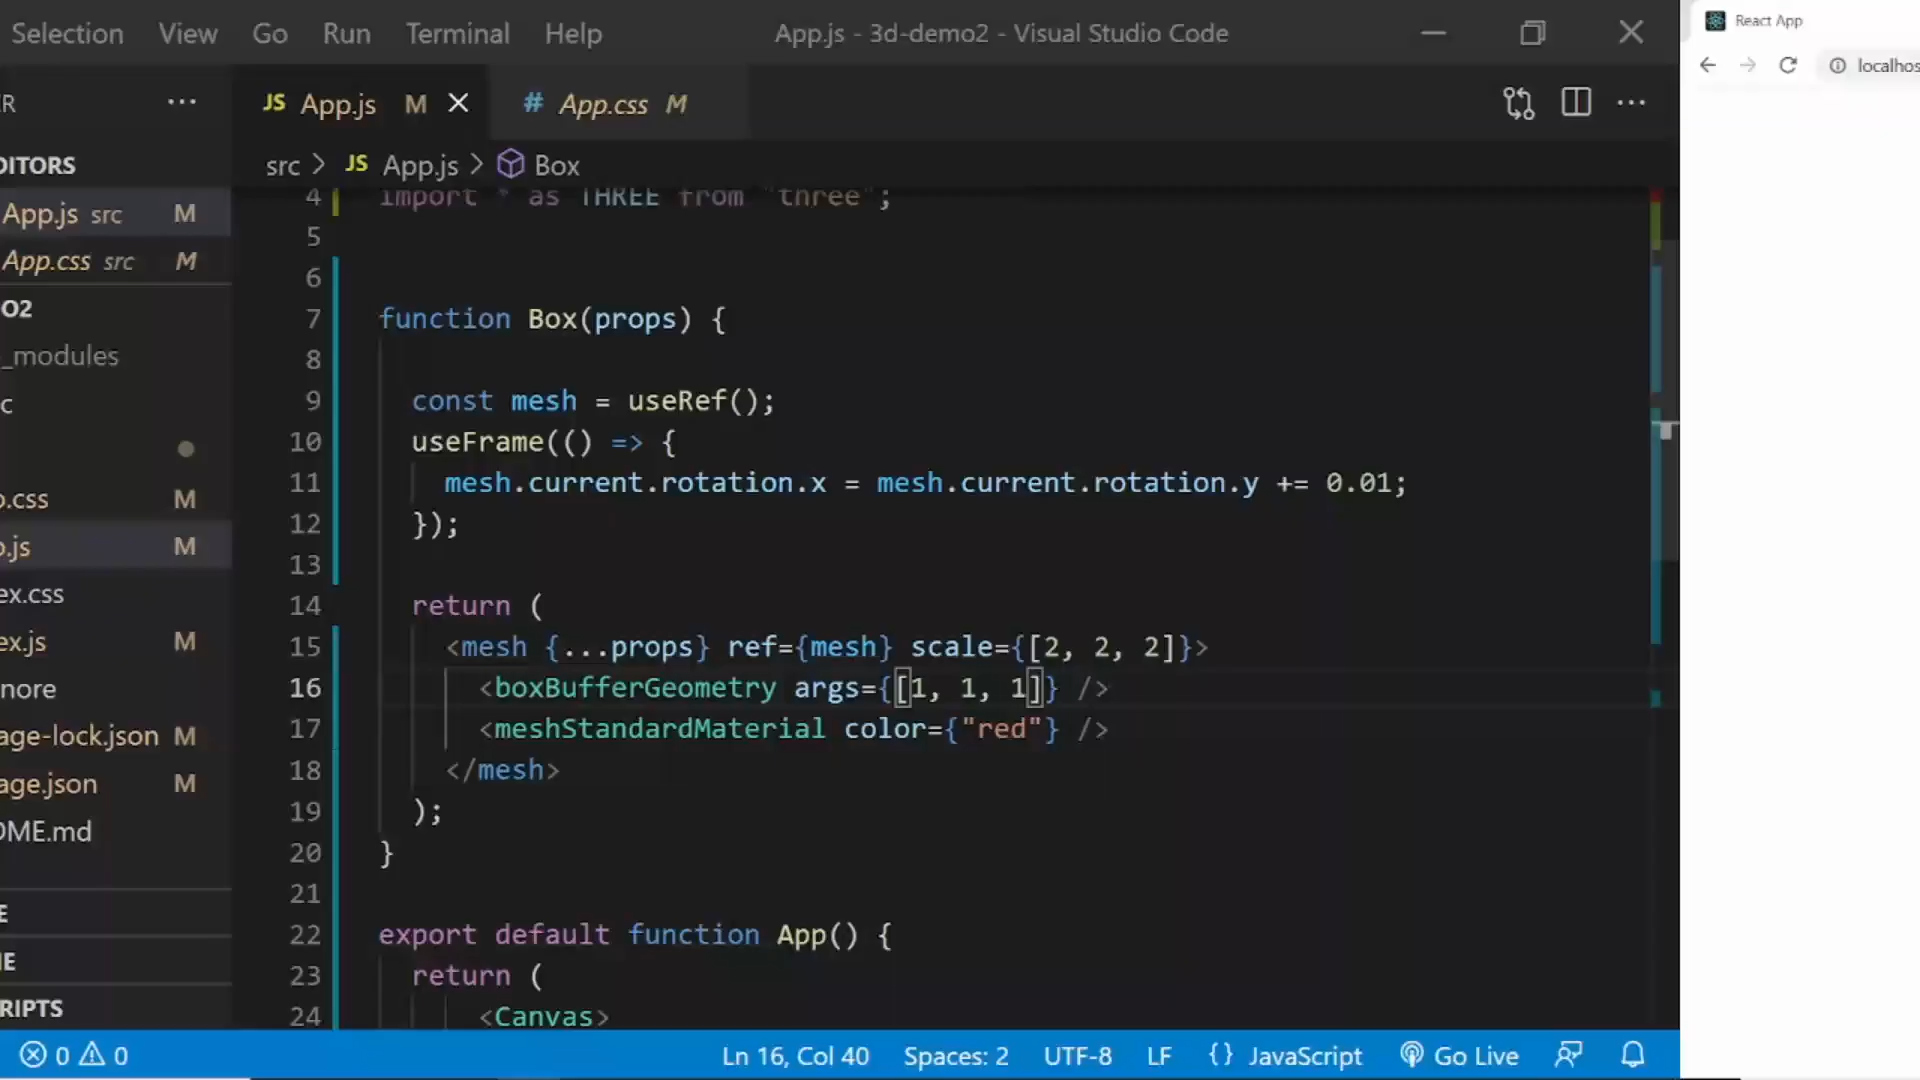 Selection View Go Run Terminal Help App.js - 3d-demo2 - Visual Studio Code
React App
localhos
R ...
JS App.js M # App.css M
DITORS
src > JS App.js > Box
App.js src M
App.css src M
O2
_modules
c
o.css M
o.js M
ex.css
ex.js M
nore
age-lock.json M
age.json M
OME.md
E
E
RIPTS
4 import * as THREE from "three";
5
6
7 function Box(props) {
8
9 const mesh = useRef();
10 useFrame(() => {
11 mesh.current.rotation.x = mesh.current.rotation.y += 0.01;
12 });
13
14 return (
15 <mesh {...props} ref={mesh} scale={[2, 2, 2]}>
16 <boxBufferGeometry args={[1, 1, 1]} />
17 <meshStandardMaterial color={"red"} />
18 </mesh>
19 );
20 }
21
22 export default function App() {
23 return (
24 <Canvas>
0 0 Ln 16, Col 40 Spaces: 2 UTF-8 LF {} JavaScript Go Live